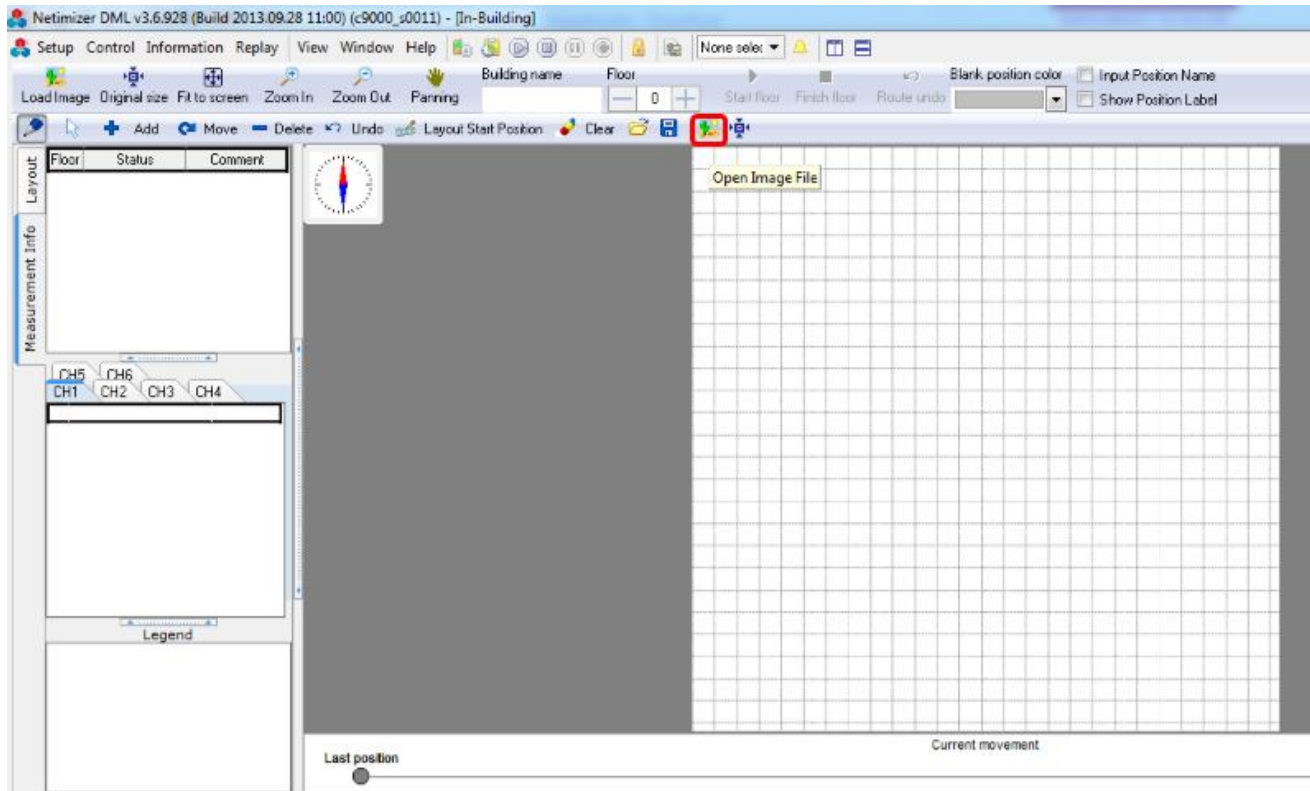 Netimizer DML v3.6.928 (Build 2013.09.28 11:00) (c9000_s0011) - [In-Building]
Setup Control Information Replay View Window Help None selec
Building name Floor Blank position color Input Position Name
Load Image Original size Fit to screen Zoom In Zoom Out Panning 0 Start floor Finish floor Route undo Show Position Label
Add Move Delete Undo Layout Start Position Clear
Layout
Measurement Info
Floor Status Comment
Open Image File
CH5 CH6
CH1 CH2 CH3 CH4
Legend
Current movement
Last position